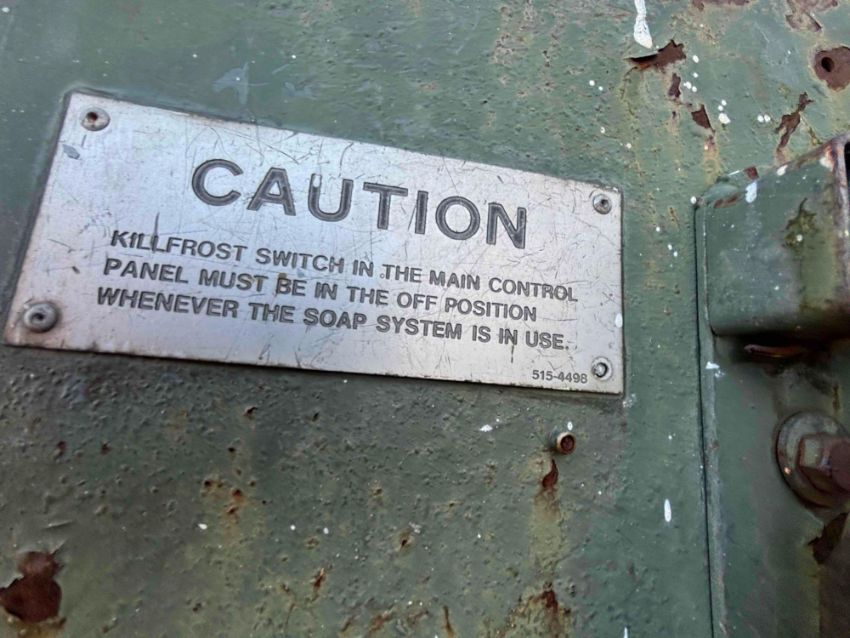 CAUTION
KILLFROST SWITCH IN THE MAIN CONTROL
PANEL MUST BE IN THE OFF POSITION
WHENEVER THE SOAP SYSTEM IS IN USE.
515-4498